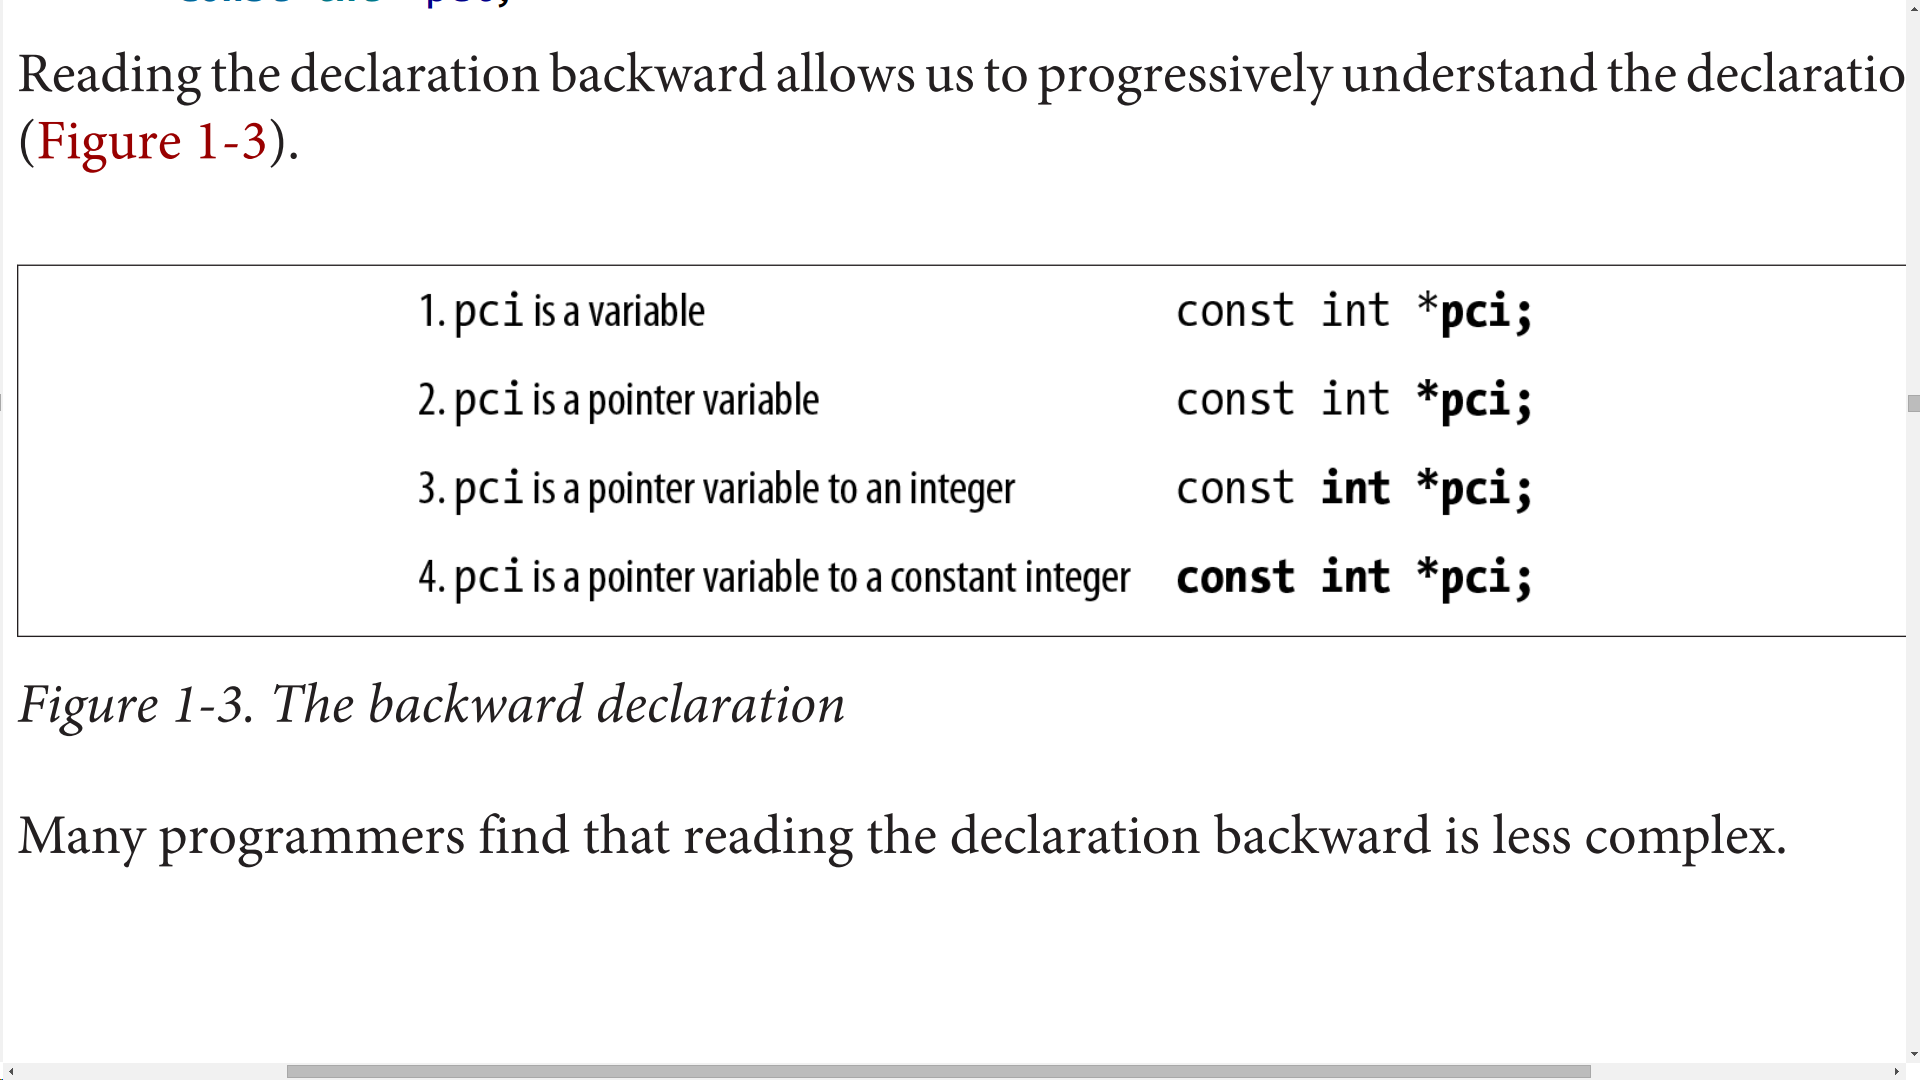 const int *pci;
Reading the declaration backward allows us to progressively understand the declaratio
(Figure 1-3).
1. pci is a variable const int *pci;
2. pci is a pointer variable const int *pci;
3. pci is a pointer variable to an integer const int *pci;
4. pci is a pointer variable to a constant integer const int *pci;
Figure 1-3. The backward declaration
Many programmers find that reading the declaration backward is less complex.